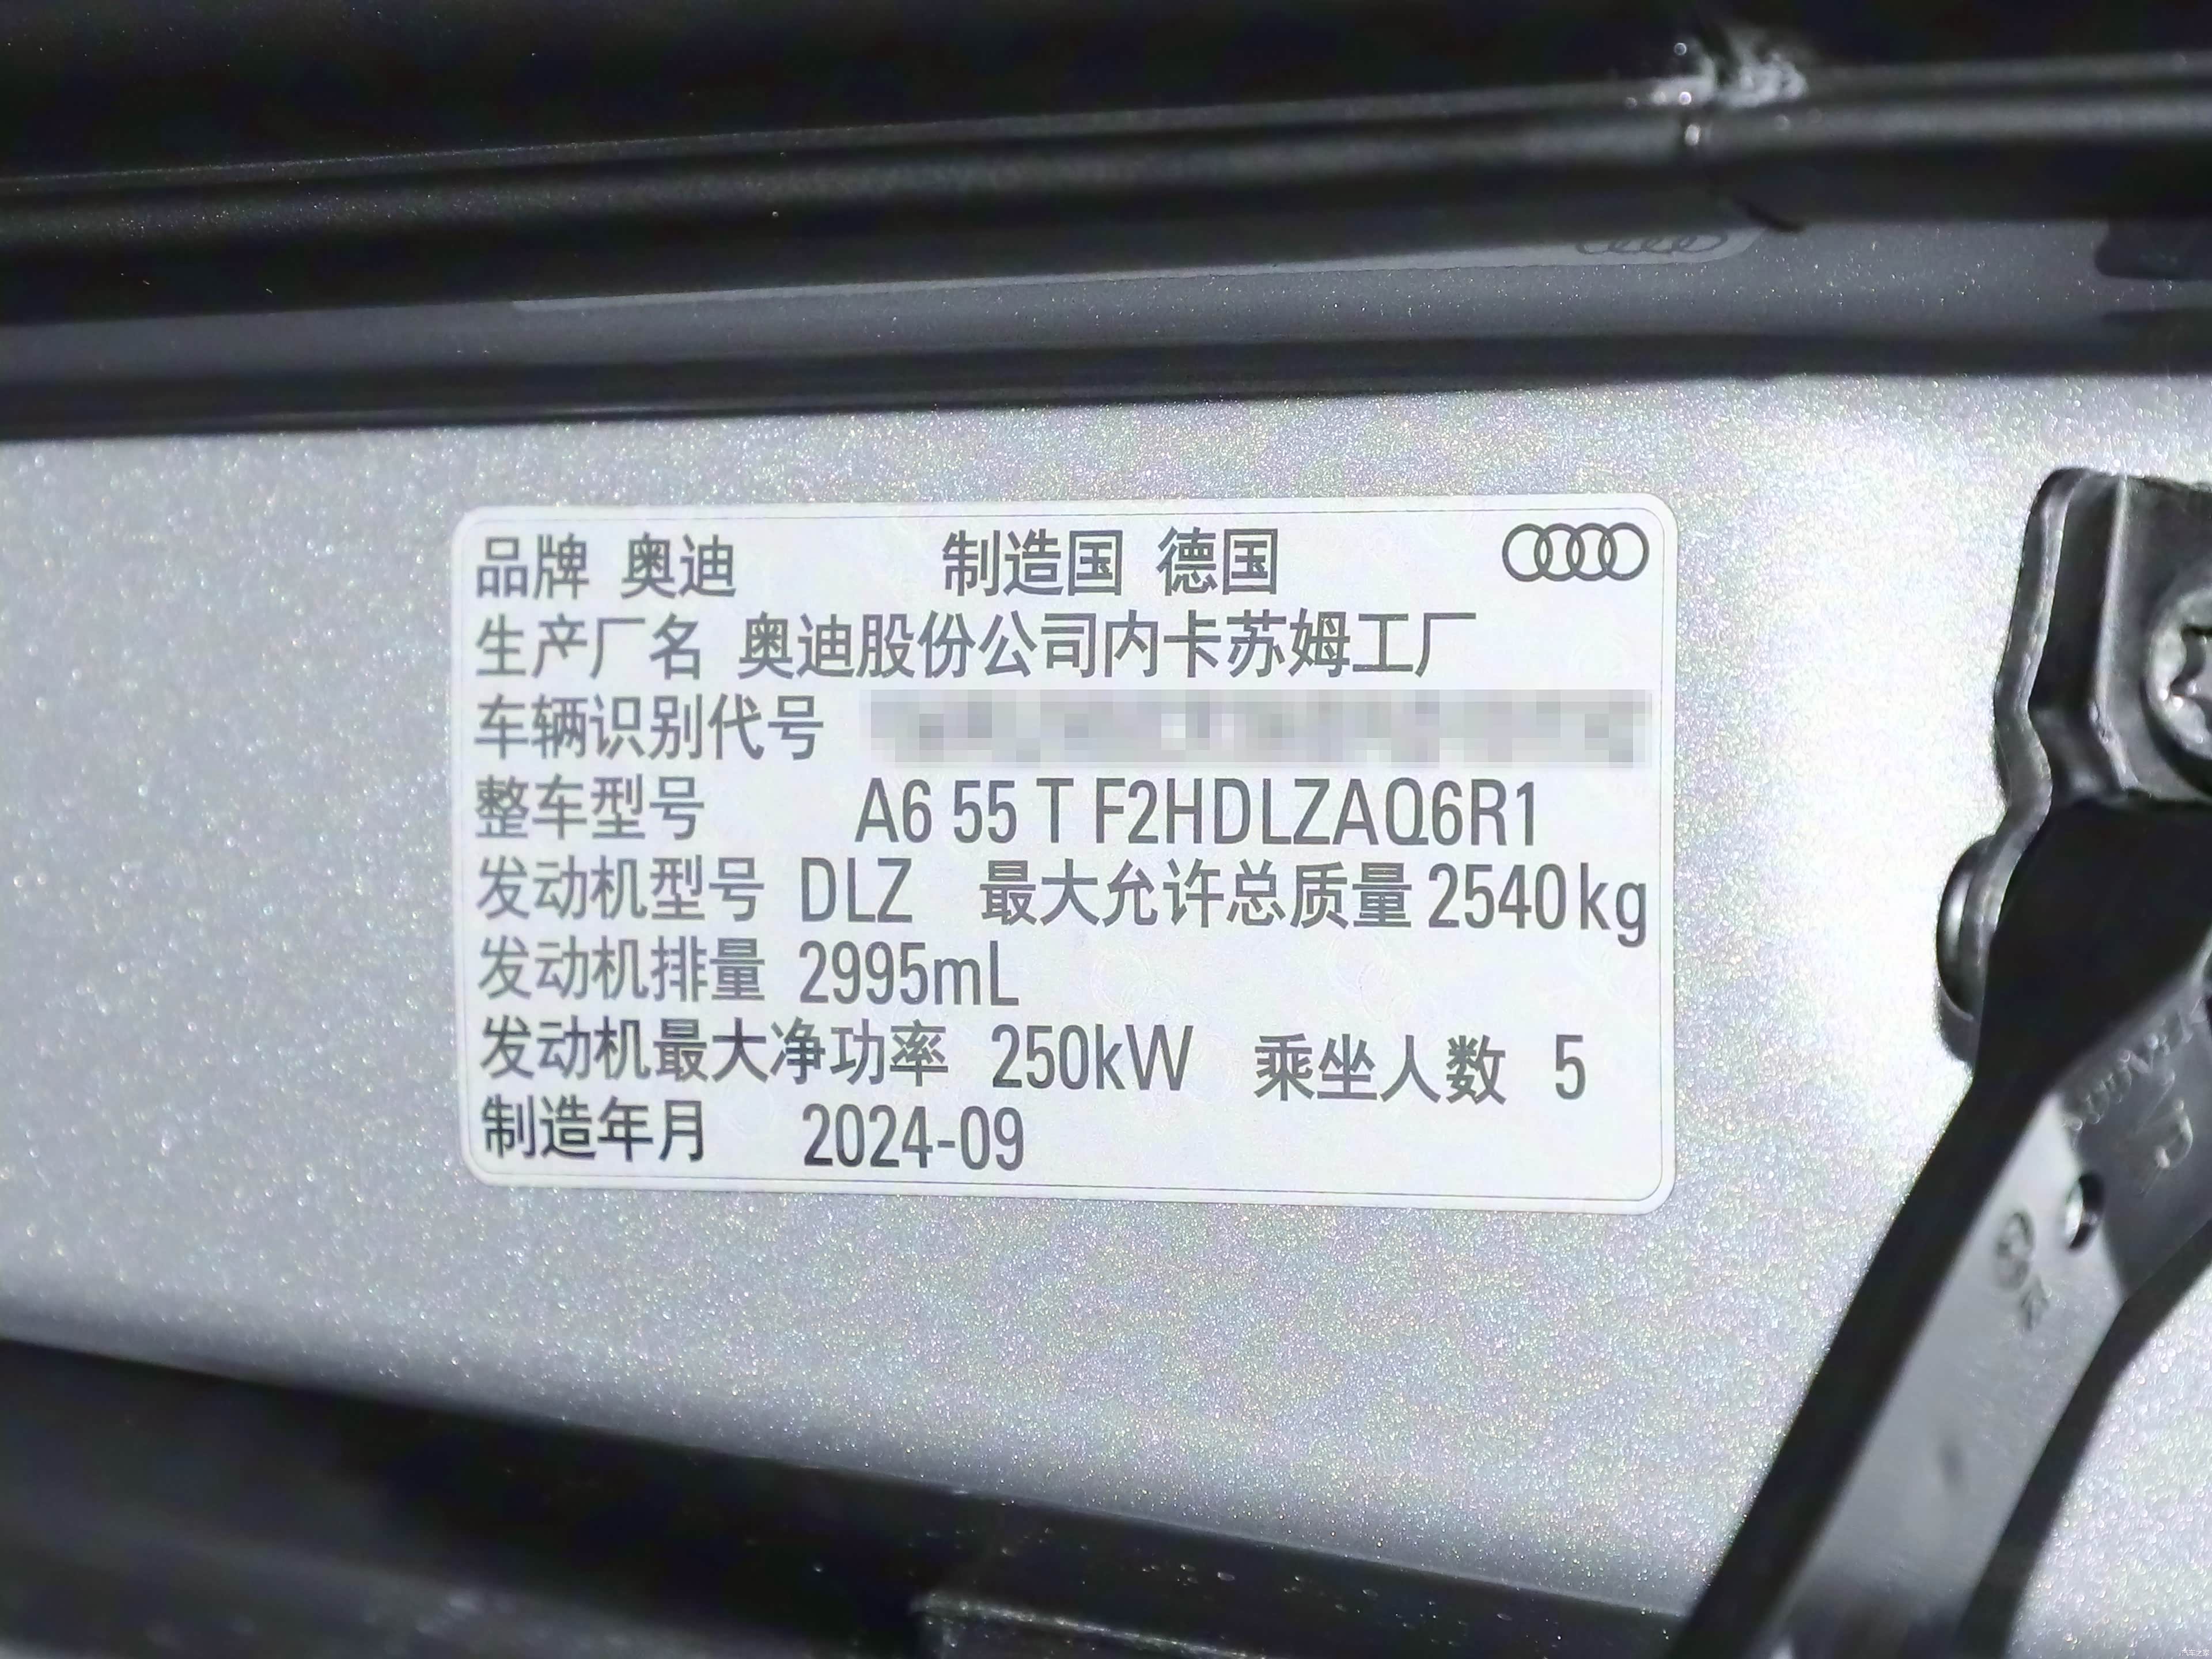 品牌 奥迪 制造国 德国
生产厂名 奥迪股份公司内卡苏姆工厂
车辆识别代号
整车型号 A6 55 T F2HDLZAQ6R1
发动机型号 DLZ 最大允许总质量 2540kg
发动机排量 2995mL
发动机最大净功率 250kW 乘坐人数 5
制造年月 2024-09